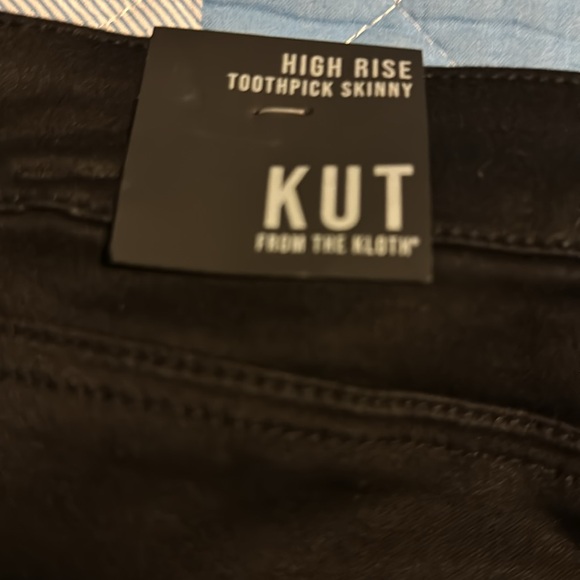 HIGH RISE
TOOTHPICK SKINNY
KUT
FROM THE KLOTH®